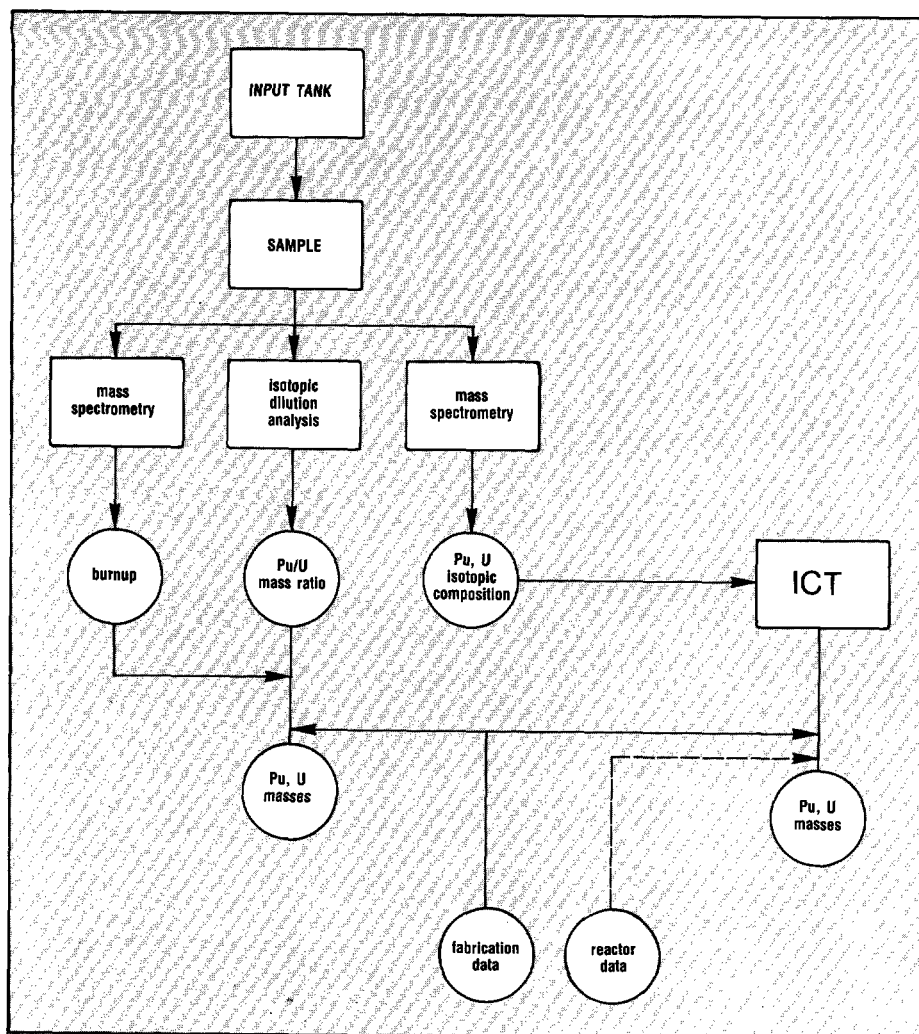 INPUT TANK
SAMPLE
mass
spectrometry
isotopic
dilution
analysis
mass
spectrometry
burnup
Pu/U
mass ratio
Pu, U
isotopic
composition
ICT
Pu, U
masses
Pu, U
masses
fabrication
data
reactor
data